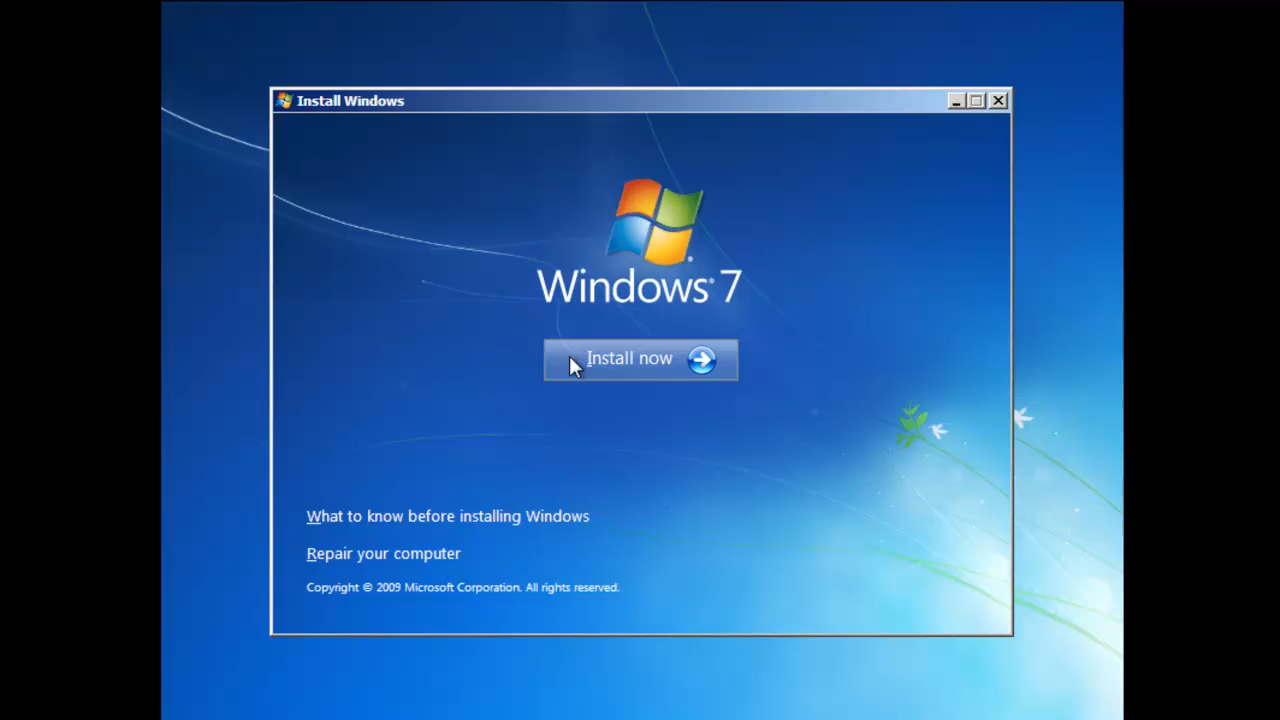 Install Windows
Windows® 7
Install now
What to know before installing Windows
Repair your computer
Copyright © 2009 Microsoft Corporation. All rights reserved.